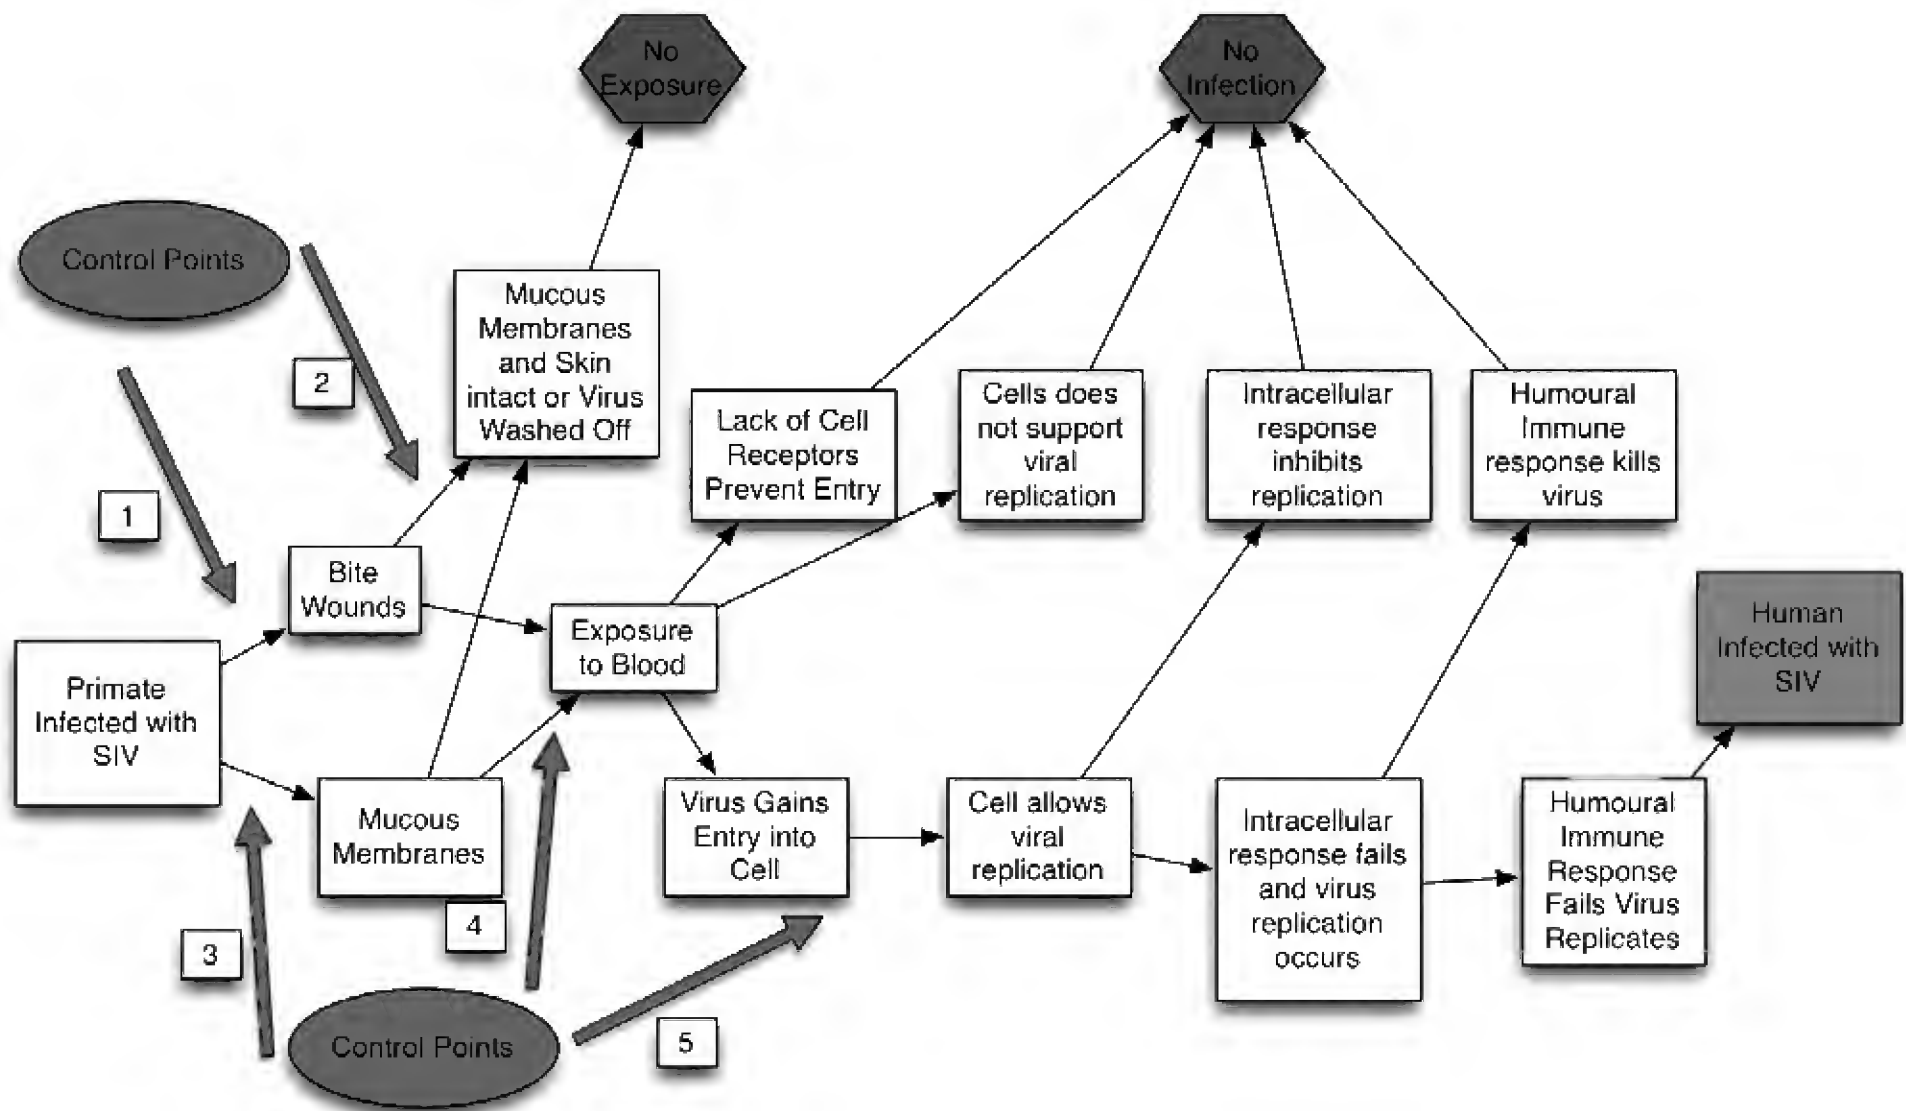 No
Exposure
No
Infection
Control Points
Mucous
Membranes
and Skin
intact or Virus
Washed Off
2
Lack of Cell
Receptors
Prevent Entry
Cells does
not support
viral
replication
Intracellular
response
inhibits
replication
Humoural
Immune
response kills
virus
1
Bite
Wounds
Exposure
to Blood
Human
Infected with
SIV
Primate
Infected with
SIV
Mucous
Membranes
Virus Gains
Entry into
Cell
Cell allows
viral
replication
Intracellular
response fails
and virus
replication
occurs
Humoural
Immune
Response
Fails Virus
Replicates
3
4
Control Points
5